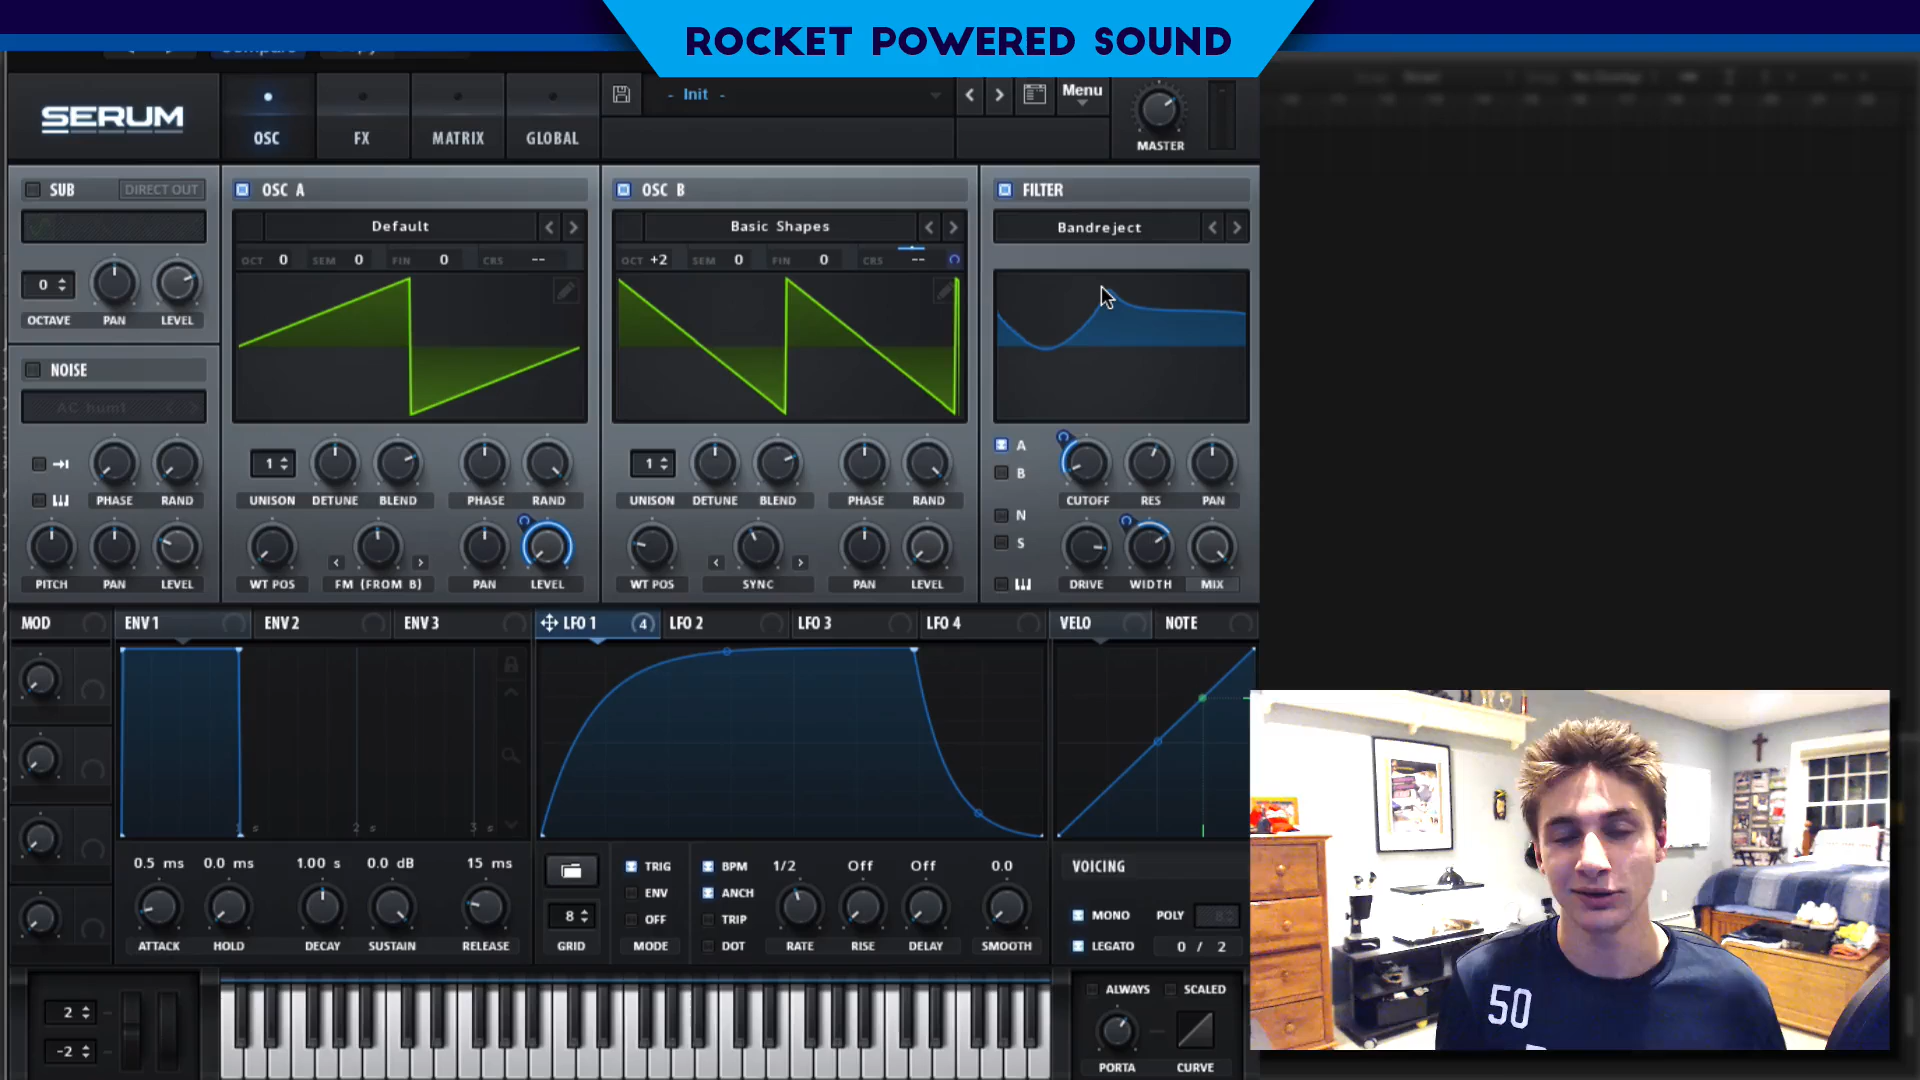 ROCKET POWERED SOUND
SERUM
OSC
FX
MATRIX
GLOBAL
- Init -
Menu
MASTER
SUB
DIRECT OUT
OSC A
OSC B
FILTER
Default
Basic Shapes
Bandreject
OCT 0 SEM 0 FIN 0 CRS --
OCT +2 SEM 0 FIN 0 CRS --
0
OCTAVE PAN LEVEL
NOISE
AC hum1
A
B
N
S
PHASE RAND
1
UNISON DETUNE BLEND PHASE RAND
1
UNISON DETUNE BLEND PHASE RAND
CUTOFF RES PAN
PITCH PAN LEVEL
WT POS FM (FROM B) PAN LEVEL
WT POS SYNC PAN LEVEL
DRIVE WIDTH MIX
MOD
ENV 1 ENV 2 ENV 3
LFO 1 4 LFO 2 LFO 3 LFO 4
VELO NOTE
1 s 2 s 3 s
0.5 ms 0.0 ms 1.00 s 0.0 dB 15 ms
ATTACK HOLD DECAY SUSTAIN RELEASE
8
GRID
TRIG
ENV
OFF
MODE
BPM
ANCH
TRIP
DOT
1/2 Off Off 0.0
RATE RISE DELAY SMOOTH
VOICING
MONO POLY
LEGATO 0 / 2
2
-2
ALWAYS SCALED
PORTA CURVE
50